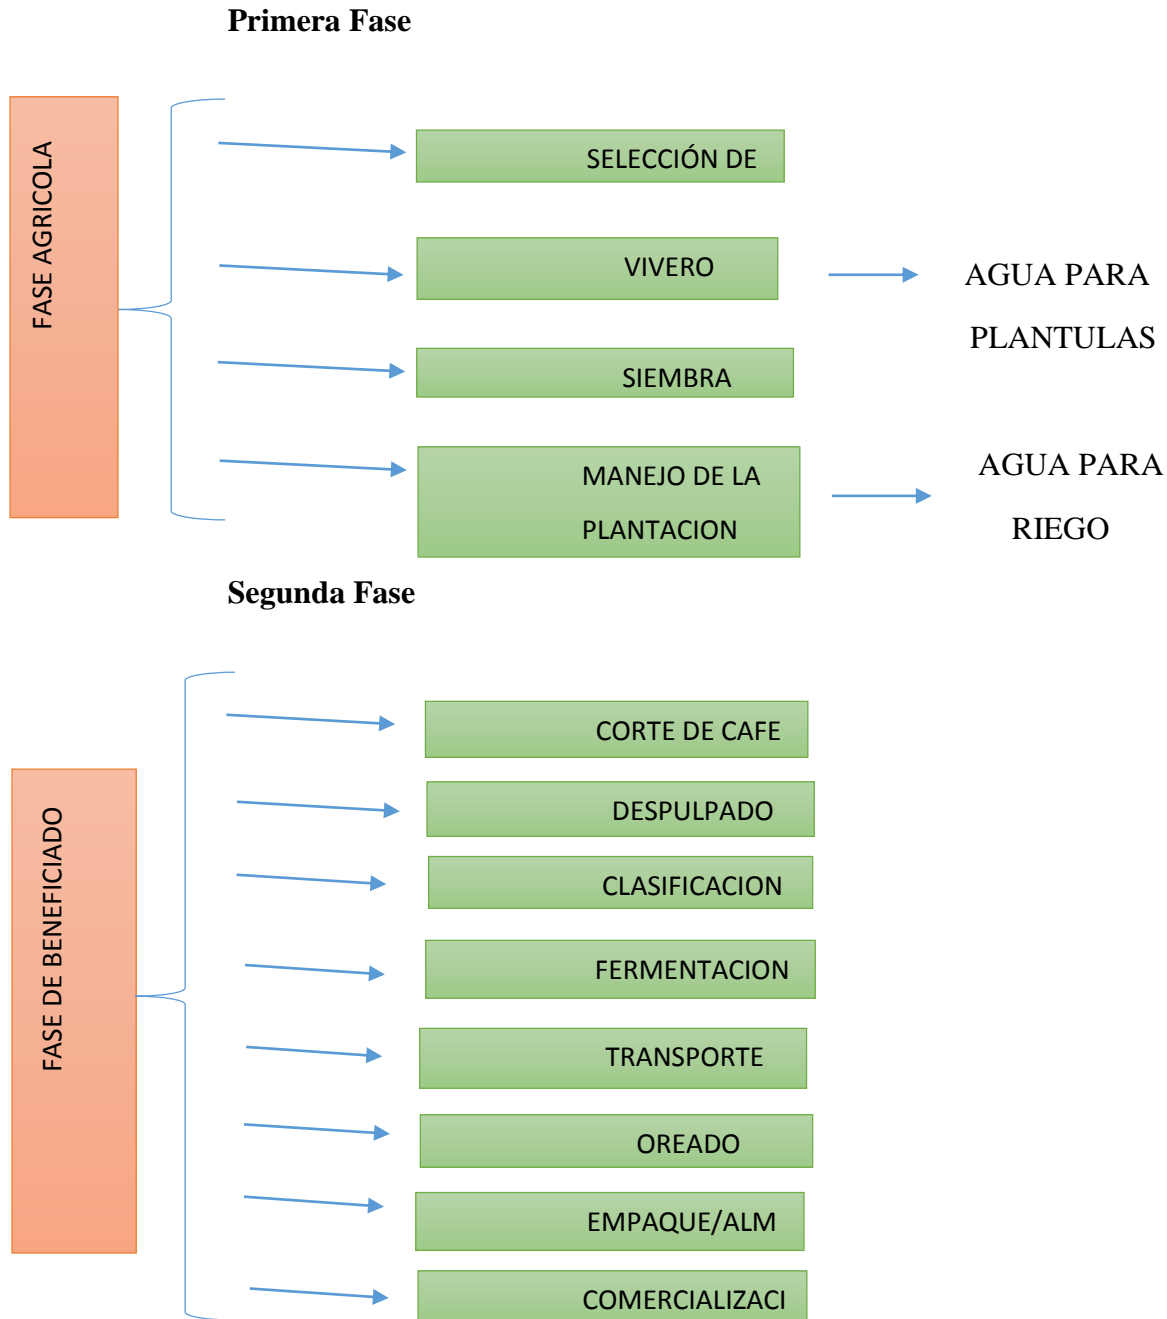 Primera Fase
FASE AGRICOLA
SELECCIÓN DE
VIVERO
AGUA PARA
PLANTULAS
SIEMBRA
MANEJO DE LA
PLANTACION
AGUA PARA
RIEGO
Segunda Fase
FASE DE BENEFICIADO
CORTE DE CAFE
DESPULPADO
CLASIFICACION
FERMENTACION
TRANSPORTE
OREADO
EMPAQUE/ALM
COMERCIALIZACI